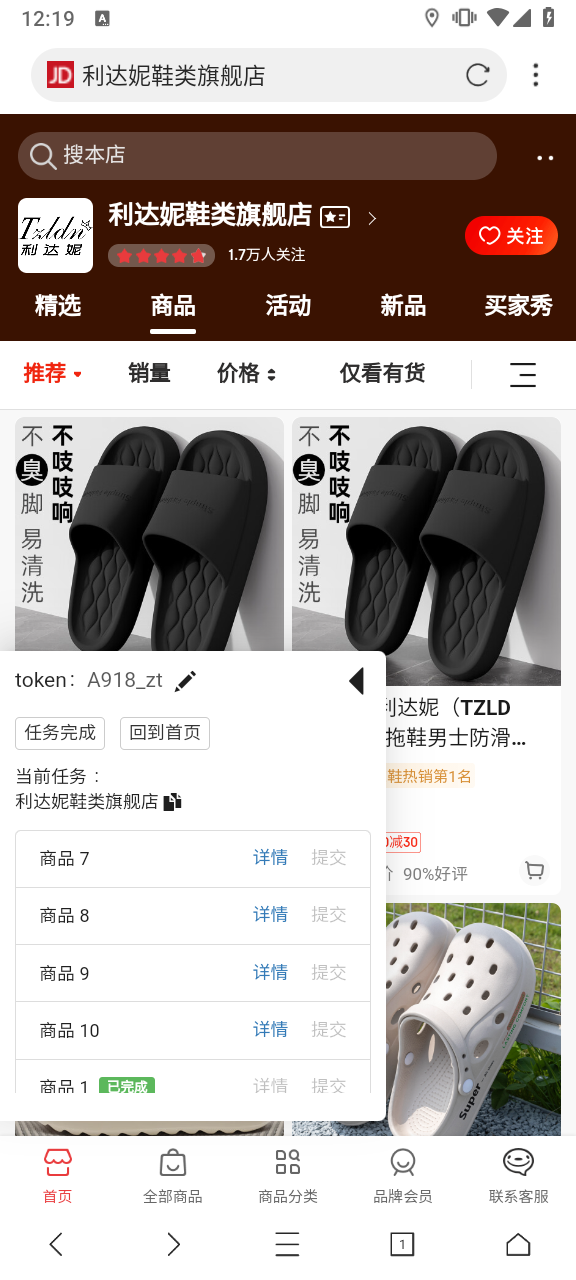 12:19
A
JD 利达妮鞋类旗舰店
搜本店
Tzldn
利达妮
利达妮鞋类旗舰店
1.7万人关注
关注
精选 商品 活动 新品 买家秀
推荐 销量 价格 仅看有货
不臭脚 易清洗
不吱吱响
不臭脚 易清洗
不吱吱响
token： A918_zt
任务完成 回到首页
当前任务：
利达妮鞋类旗舰店
商品 7 详情 提交
商品 8 详情 提交
商品 9 详情 提交
商品 10 详情 提交
商品 1 已完成 详情 提交
利达妮（TZLD
拖鞋男士防滑...
鞋热销第1名
减30
90%好评
Super
首页 全部商品 商品分类 品牌会员 联系客服
1